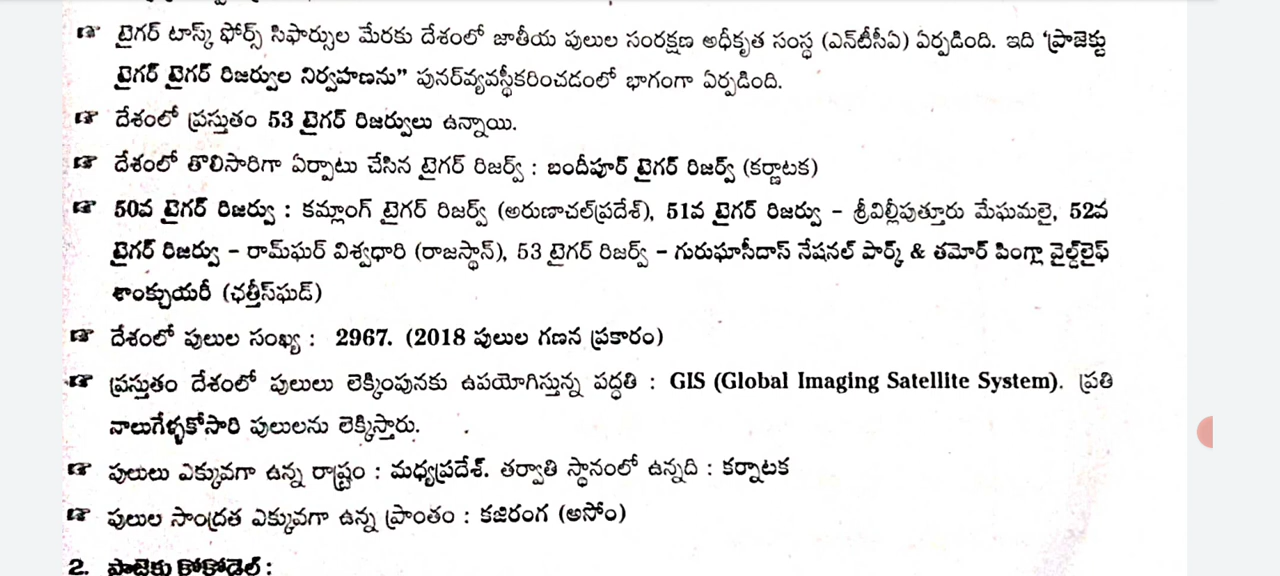 ☞ టైగర్ టాస్క్ ఫోర్స్ సిఫార్సుల మేరకు దేశంలో జాతీయ పులుల సంరక్షణ అధీకృత సంస్థ (ఎన్‌టీసీఏ) ఏర్పడింది. ఇది ‘ప్రాజెక్టు
టైగర్ టైగర్ రిజర్వుల నిర్వహణను” పునర్‌వ్యవస్థీకరించడంలో భాగంగా ఏర్పడింది.
☞ దేశంలో ప్రస్తుతం 53 టైగర్ రిజర్వులు ఉన్నాయి.
☞ దేశంలో తొలిసారిగా ఏర్పాటు చేసిన టైగర్ రిజర్వ్ : బందీపూర్ టైగర్ రిజర్వ్ (కర్ణాటక)
☞ 50వ టైగర్ రిజర్వు : కమ్లాంగ్ టైగర్ రిజర్వ్ (అరుణాచల్‌ప్రదేశ్), 51వ టైగర్ రిజర్వు – శ్రీవిల్లీపుత్తూరు మేఘమలై, 52వ
టైగర్ రిజర్వు – రామ్‌ఘర్ విశ్వధారి (రాజస్థాన్), 53 టైగర్ రిజర్వ్ – గురుఘాసీదాస్ నేషనల్ పార్క్ & తమోర్ పింగ్లా వైల్డ్‌లైఫ్
శాంక్చుయరీ (ఛత్తీస్‌ఘడ్)
☞ దేశంలో పులుల సంఖ్య : 2967. (2018 పులుల గణన ప్రకారం)
☞ ప్రస్తుతం దేశంలో పులులు లెక్కింపునకు ఉపయోగిస్తున్న పద్ధతి : GIS (Global Imaging Satellite System). ప్రతి
నాలుగేళ్ళకోసారి పులులను లెక్కిస్తారు.
☞ పులులు ఎక్కువగా ఉన్న రాష్ట్రం : మధ్యప్రదేశ్. తర్వాతి స్థానంలో ఉన్నది : కర్నాటక
☞ పులుల సాంద్రత ఎక్కువగా ఉన్న ప్రాంతం : కజిరంగ (అసోం)
2. ప్రాజెక్టు క్రోకోడైల్ :